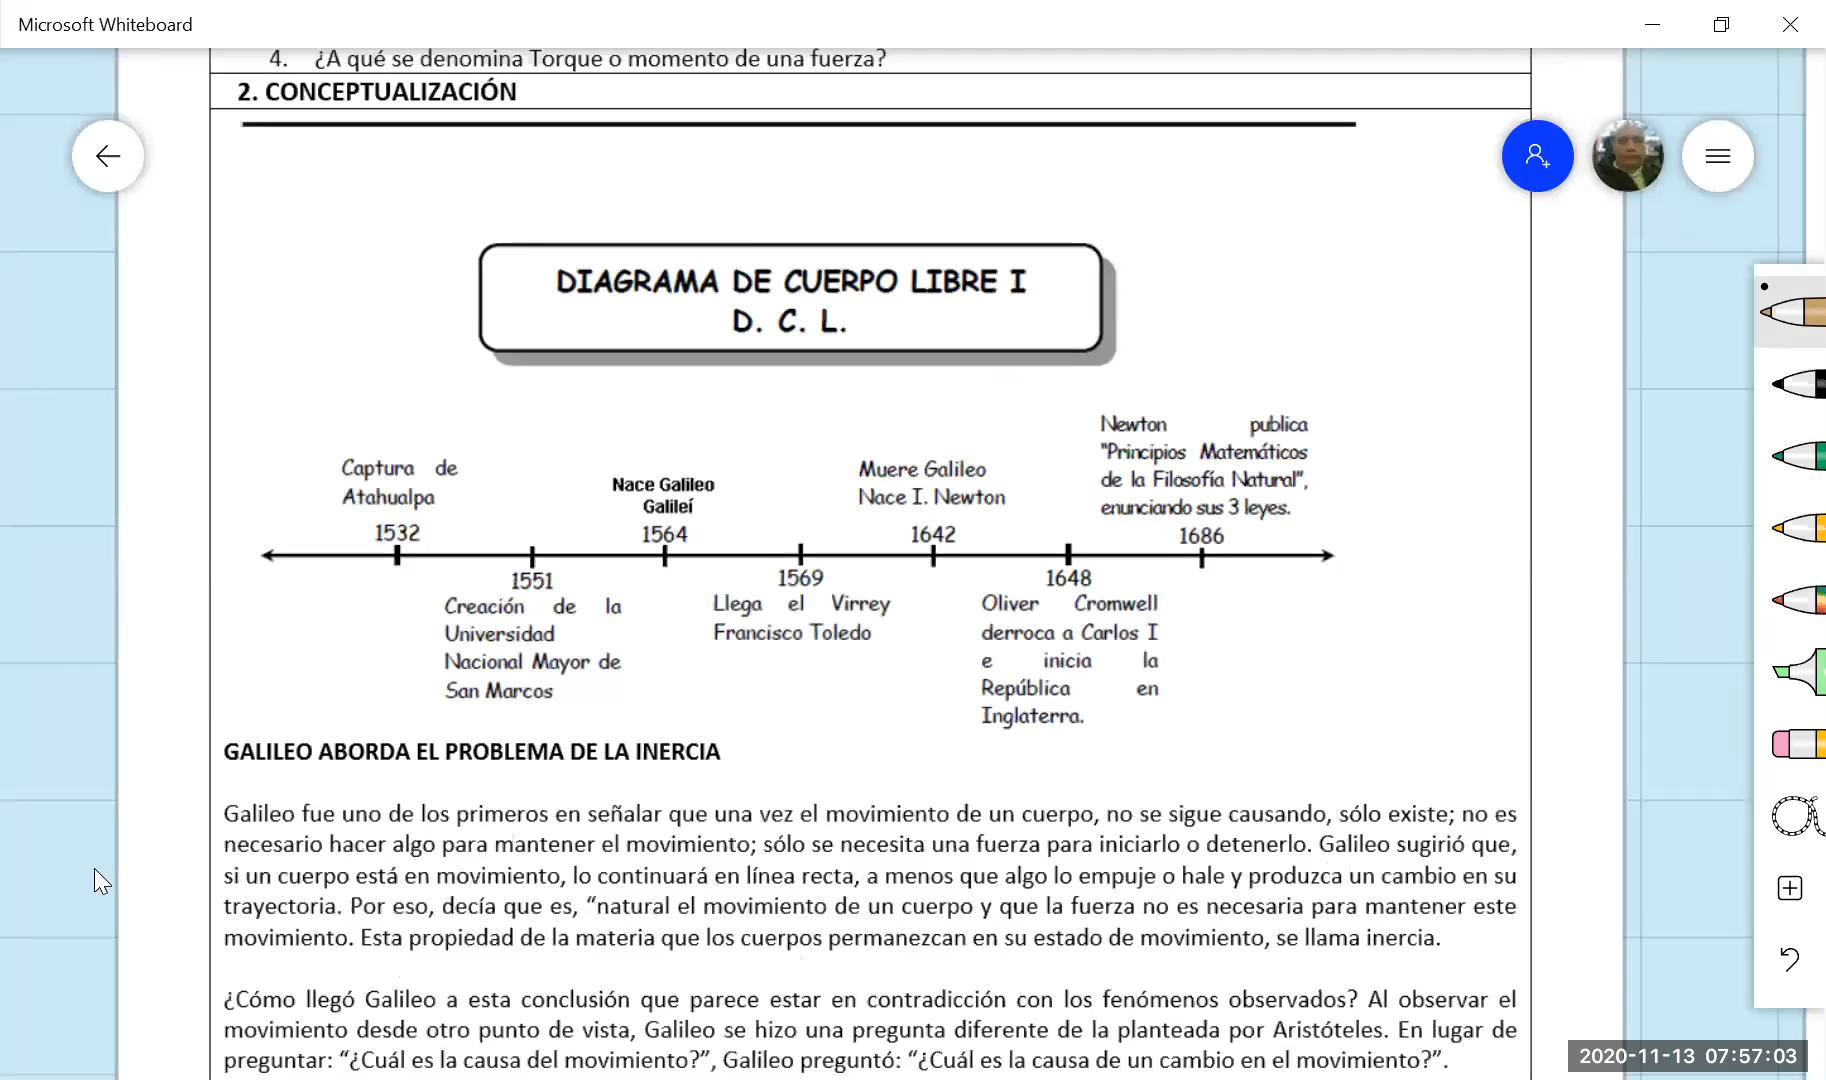 Microsoft Whiteboard
4. ¿A qué se denomina Torque o momento de una fuerza?
2. CONCEPTUALIZACIÓN
DIAGRAMA DE CUERPO LIBRE I
D. C. L.
Captura de
Atahualpa
1532
Nace Galileo
Galileí
1564
Muere Galileo
Nace I. Newton
1642
Newton publica
"Principios Matemáticos
de la Filosofía Natural",
enunciando sus 3 leyes.
1686
1551
Creación de la
Universidad
Nacional Mayor de
San Marcos
1569
Llega el Virrey
Francisco Toledo
1648
Oliver Cromwell
derroca a Carlos I
e inicia la
República en
Inglaterra.
GALILEO ABORDA EL PROBLEMA DE LA INERCIA
Galileo fue uno de los primeros en señalar que una vez el movimiento de un cuerpo, no se sigue causando, sólo existe; no es
necesario hacer algo para mantener el movimiento; sólo se necesita una fuerza para iniciarlo o detenerlo. Galileo sugirió que,
si un cuerpo está en movimiento, lo continuará en línea recta, a menos que algo lo empuje o hale y produzca un cambio en su
trayectoria. Por eso, decía que es, “natural el movimiento de un cuerpo y que la fuerza no es necesaria para mantener este
movimiento. Esta propiedad de la materia que los cuerpos permanezcan en su estado de movimiento, se llama inercia.
¿Cómo llegó Galileo a esta conclusión que parece estar en contradicción con los fenómenos observados? Al observar el
movimiento desde otro punto de vista, Galileo se hizo una pregunta diferente de la planteada por Aristóteles. En lugar de
preguntar: “¿Cuál es la causa del movimiento?”, Galileo preguntó: “¿Cuál es la causa de un cambio en el movimiento?”.
2020-11-13 07:57:03